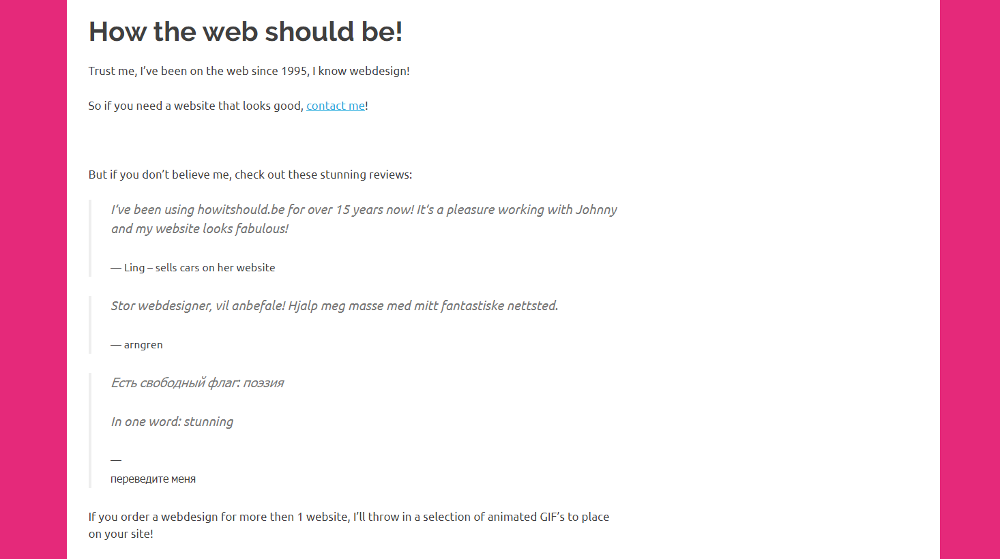 How the web should be!
Trust me, I’ve been on the web since 1995, I know webdesign!
So if you need a website that looks good, contact me!
But if you don’t believe me, check out these stunning reviews:
I’ve been using howitshould.be for over 15 years now! It’s a pleasure working with Johnny
and my website looks fabulous!
— Ling – sells cars on her website
Stor webdesigner, vil anbefale! Hjalp meg masse med mitt fantastiske nettsted.
— arngren
Есть свободный флаг: поэзия
In one word: stunning
—
переведите меня
If you order a webdesign for more then 1 website, I’ll throw in a selection of animated GIF’s to place
on your site!